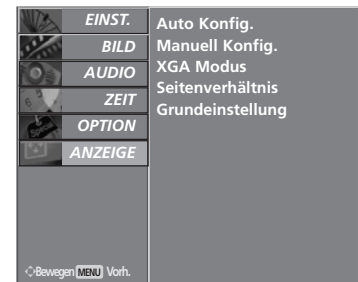 EINST.
BILD
AUDIO
ZEIT
OPTION
ANZEIGE
Auto Konfig.
Manuell Konfig.
XGA Modus
Seitenverhältnis
Grundeinstellung
Bewegen MENU Vorh.